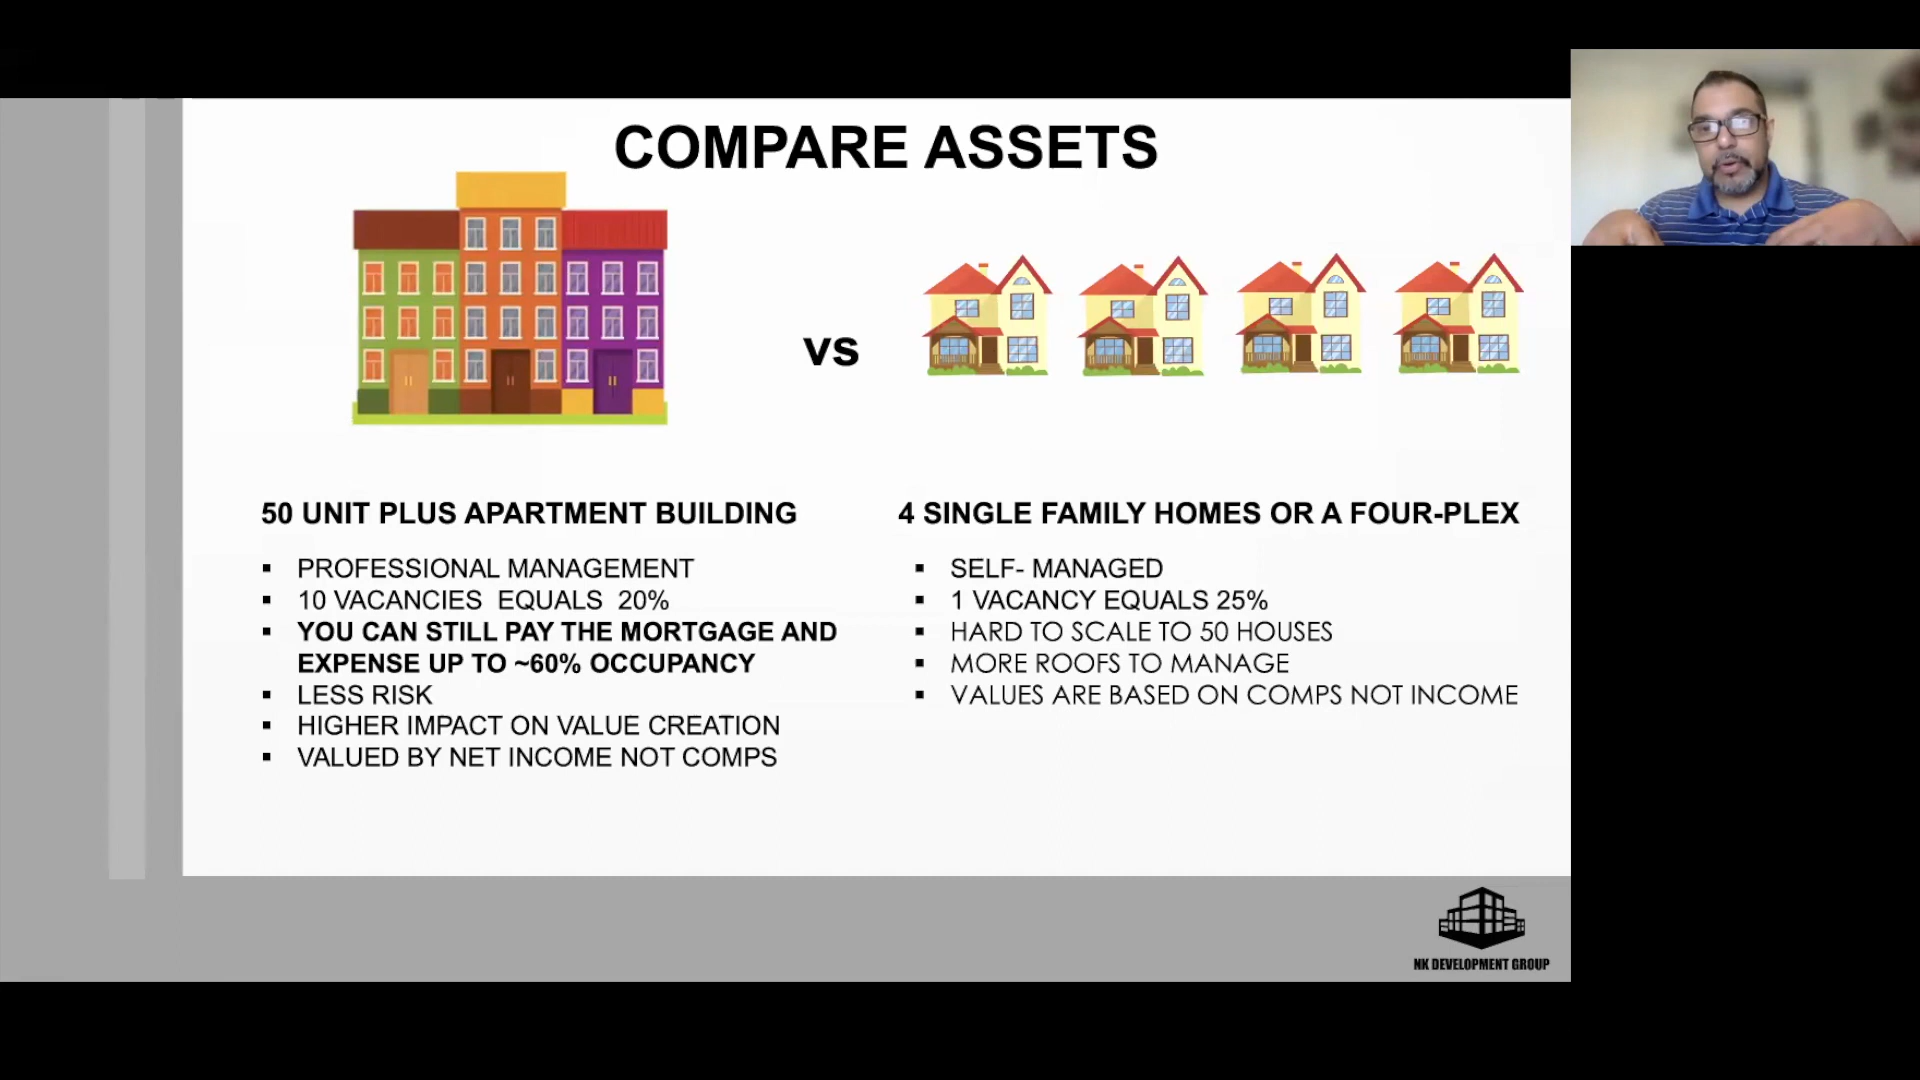 COMPARE ASSETS
vs
50 UNIT PLUS APARTMENT BUILDING
▪ PROFESSIONAL MANAGEMENT
▪ 10 VACANCIES EQUALS 20%
▪ YOU CAN STILL PAY THE MORTGAGE AND
EXPENSE UP TO ~60% OCCUPANCY
▪ LESS RISK
▪ HIGHER IMPACT ON VALUE CREATION
▪ VALUED BY NET INCOME NOT COMPS
4 SINGLE FAMILY HOMES OR A FOUR-PLEX
▪ SELF- MANAGED
▪ 1 VACANCY EQUALS 25%
▪ HARD TO SCALE TO 50 HOUSES
▪ MORE ROOFS TO MANAGE
▪ VALUES ARE BASED ON COMPS NOT INCOME
NK DEVELOPMENT GROUP